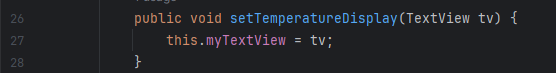 26 public void setTemperatureDisplay(TextView tv) {
27 this.myTextView = tv;
28 }